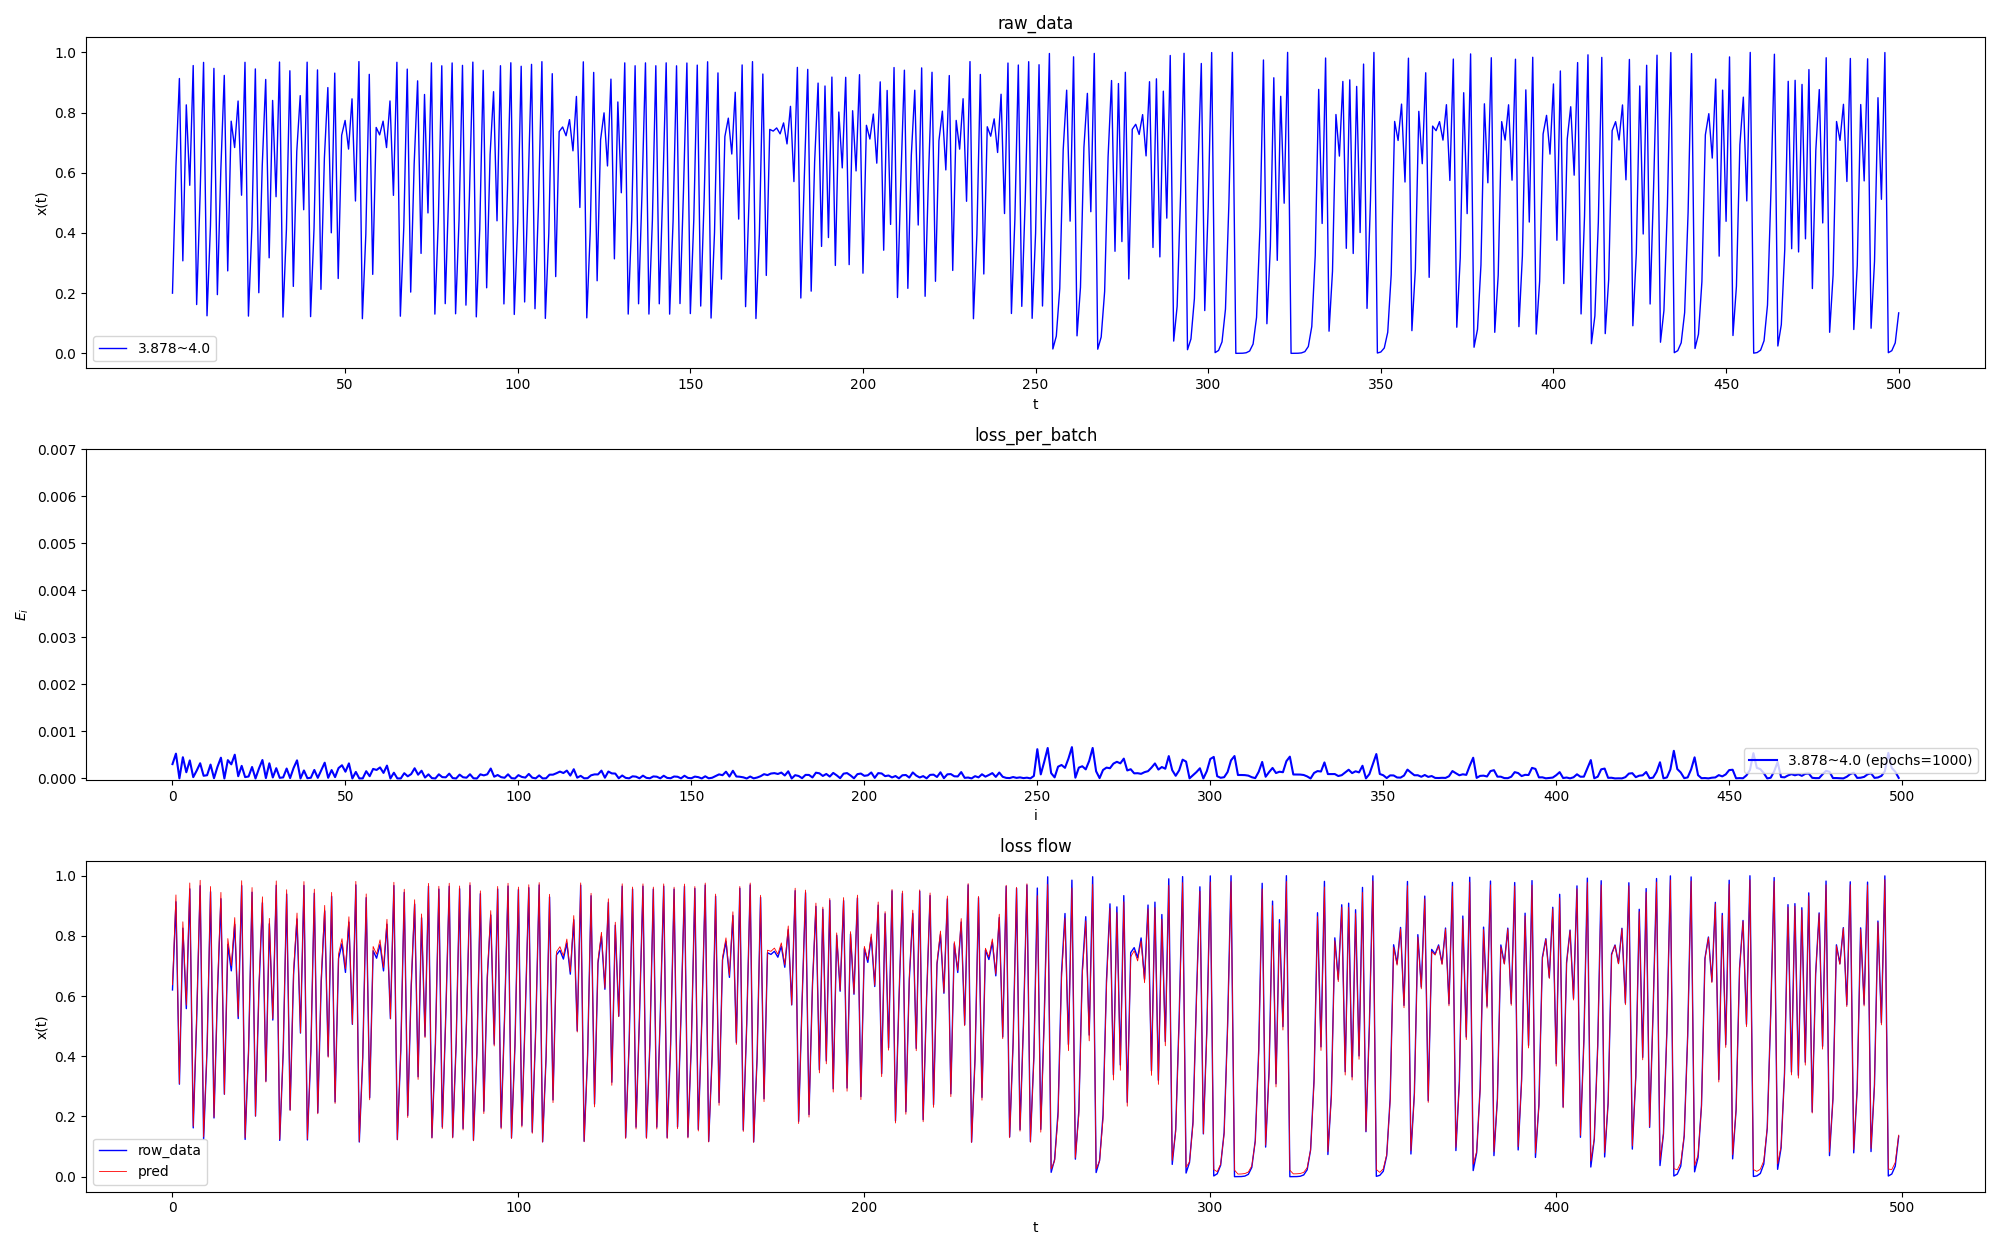 raw_data
1.0
0.8
0.6
0.4
0.2
0.0
x(t)
3.878~4.0
50 100 150 200 250 300 350 400 450 500
t
loss_per_batch
0.007
0.006
0.005
0.004
0.003
0.002
0.001
0.000
E_i
3.878~4.0 (epochs=1000)
0 50 100 150 200 250 300 350 400 450 500
i
loss flow
1.0
0.8
0.6
0.4
0.2
0.0
x(t)
row_data
pred
0 100 200 300 400 500
t